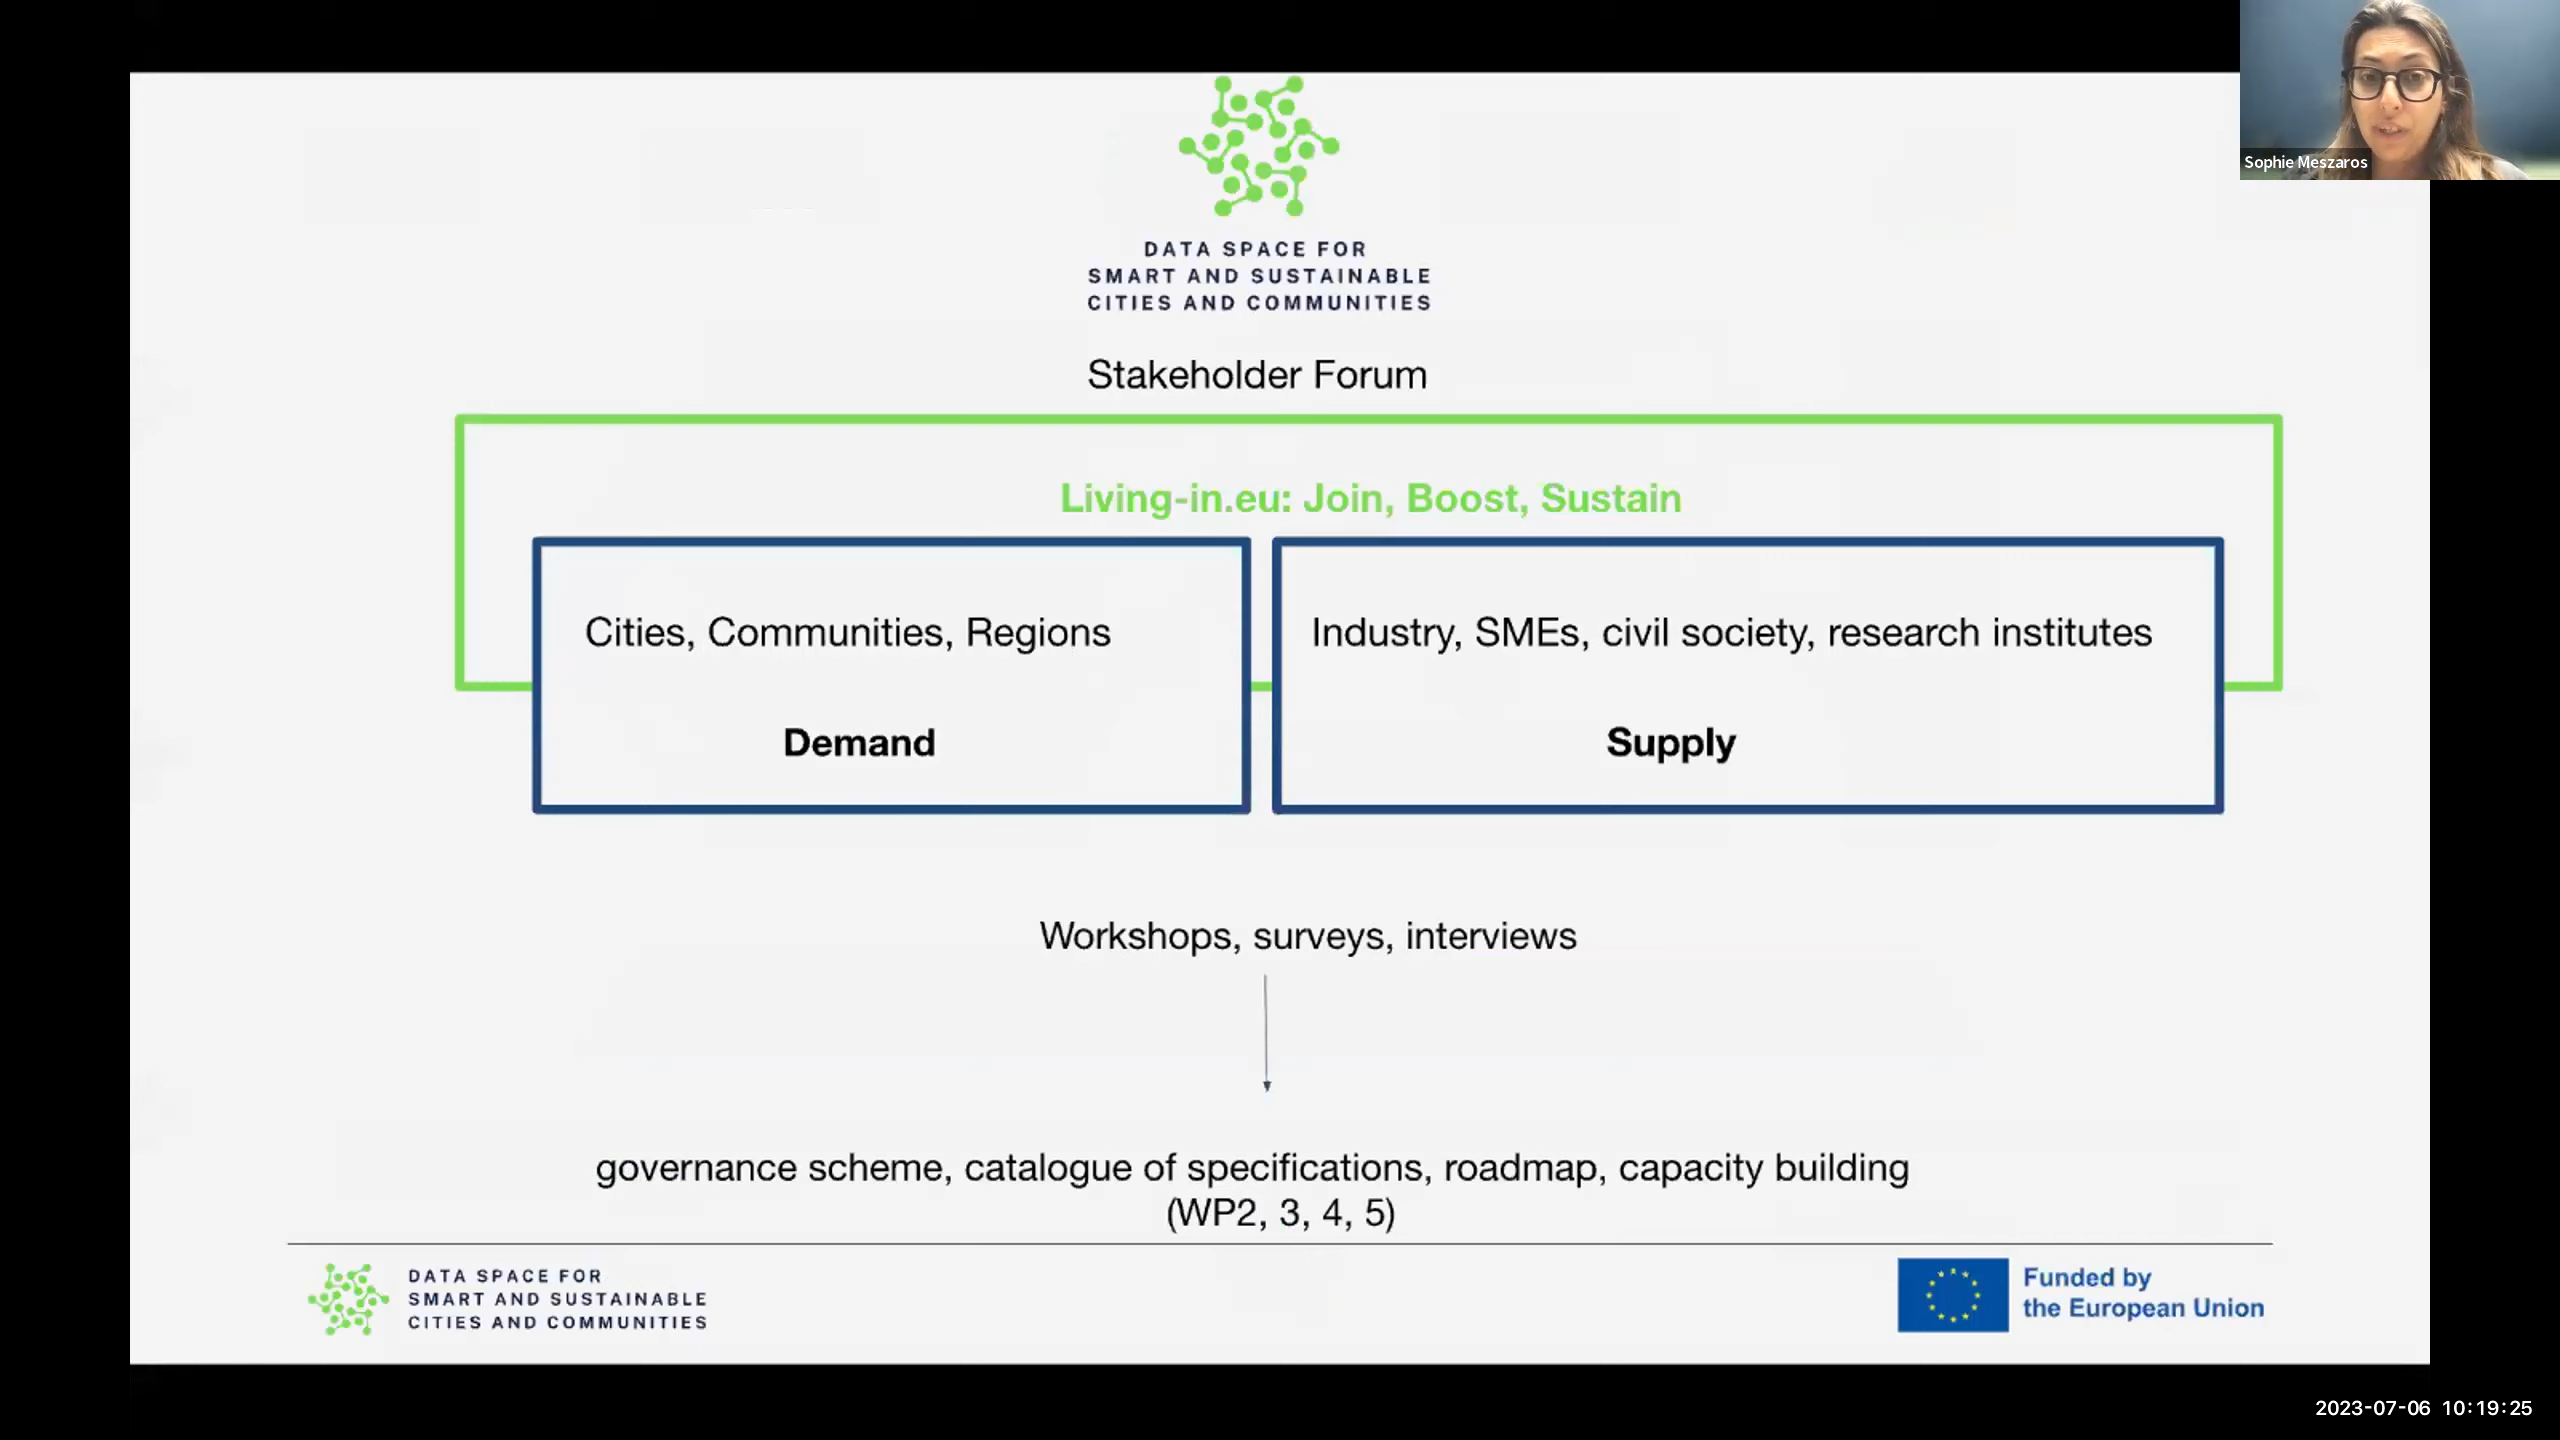 Sophie Meszaros
DATA SPACE FOR
SMART AND SUSTAINABLE
CITIES AND COMMUNITIES
Stakeholder Forum
Living-in.eu: Join, Boost, Sustain
Cities, Communities, Regions
Demand
Industry, SMEs, civil society, research institutes
Supply
Workshops, surveys, interviews
governance scheme, catalogue of specifications, roadmap, capacity building
(WP2, 3, 4, 5)
DATA SPACE FOR
SMART AND SUSTAINABLE
CITIES AND COMMUNITIES
Funded by
the European Union
2023-07-06 10:19:25